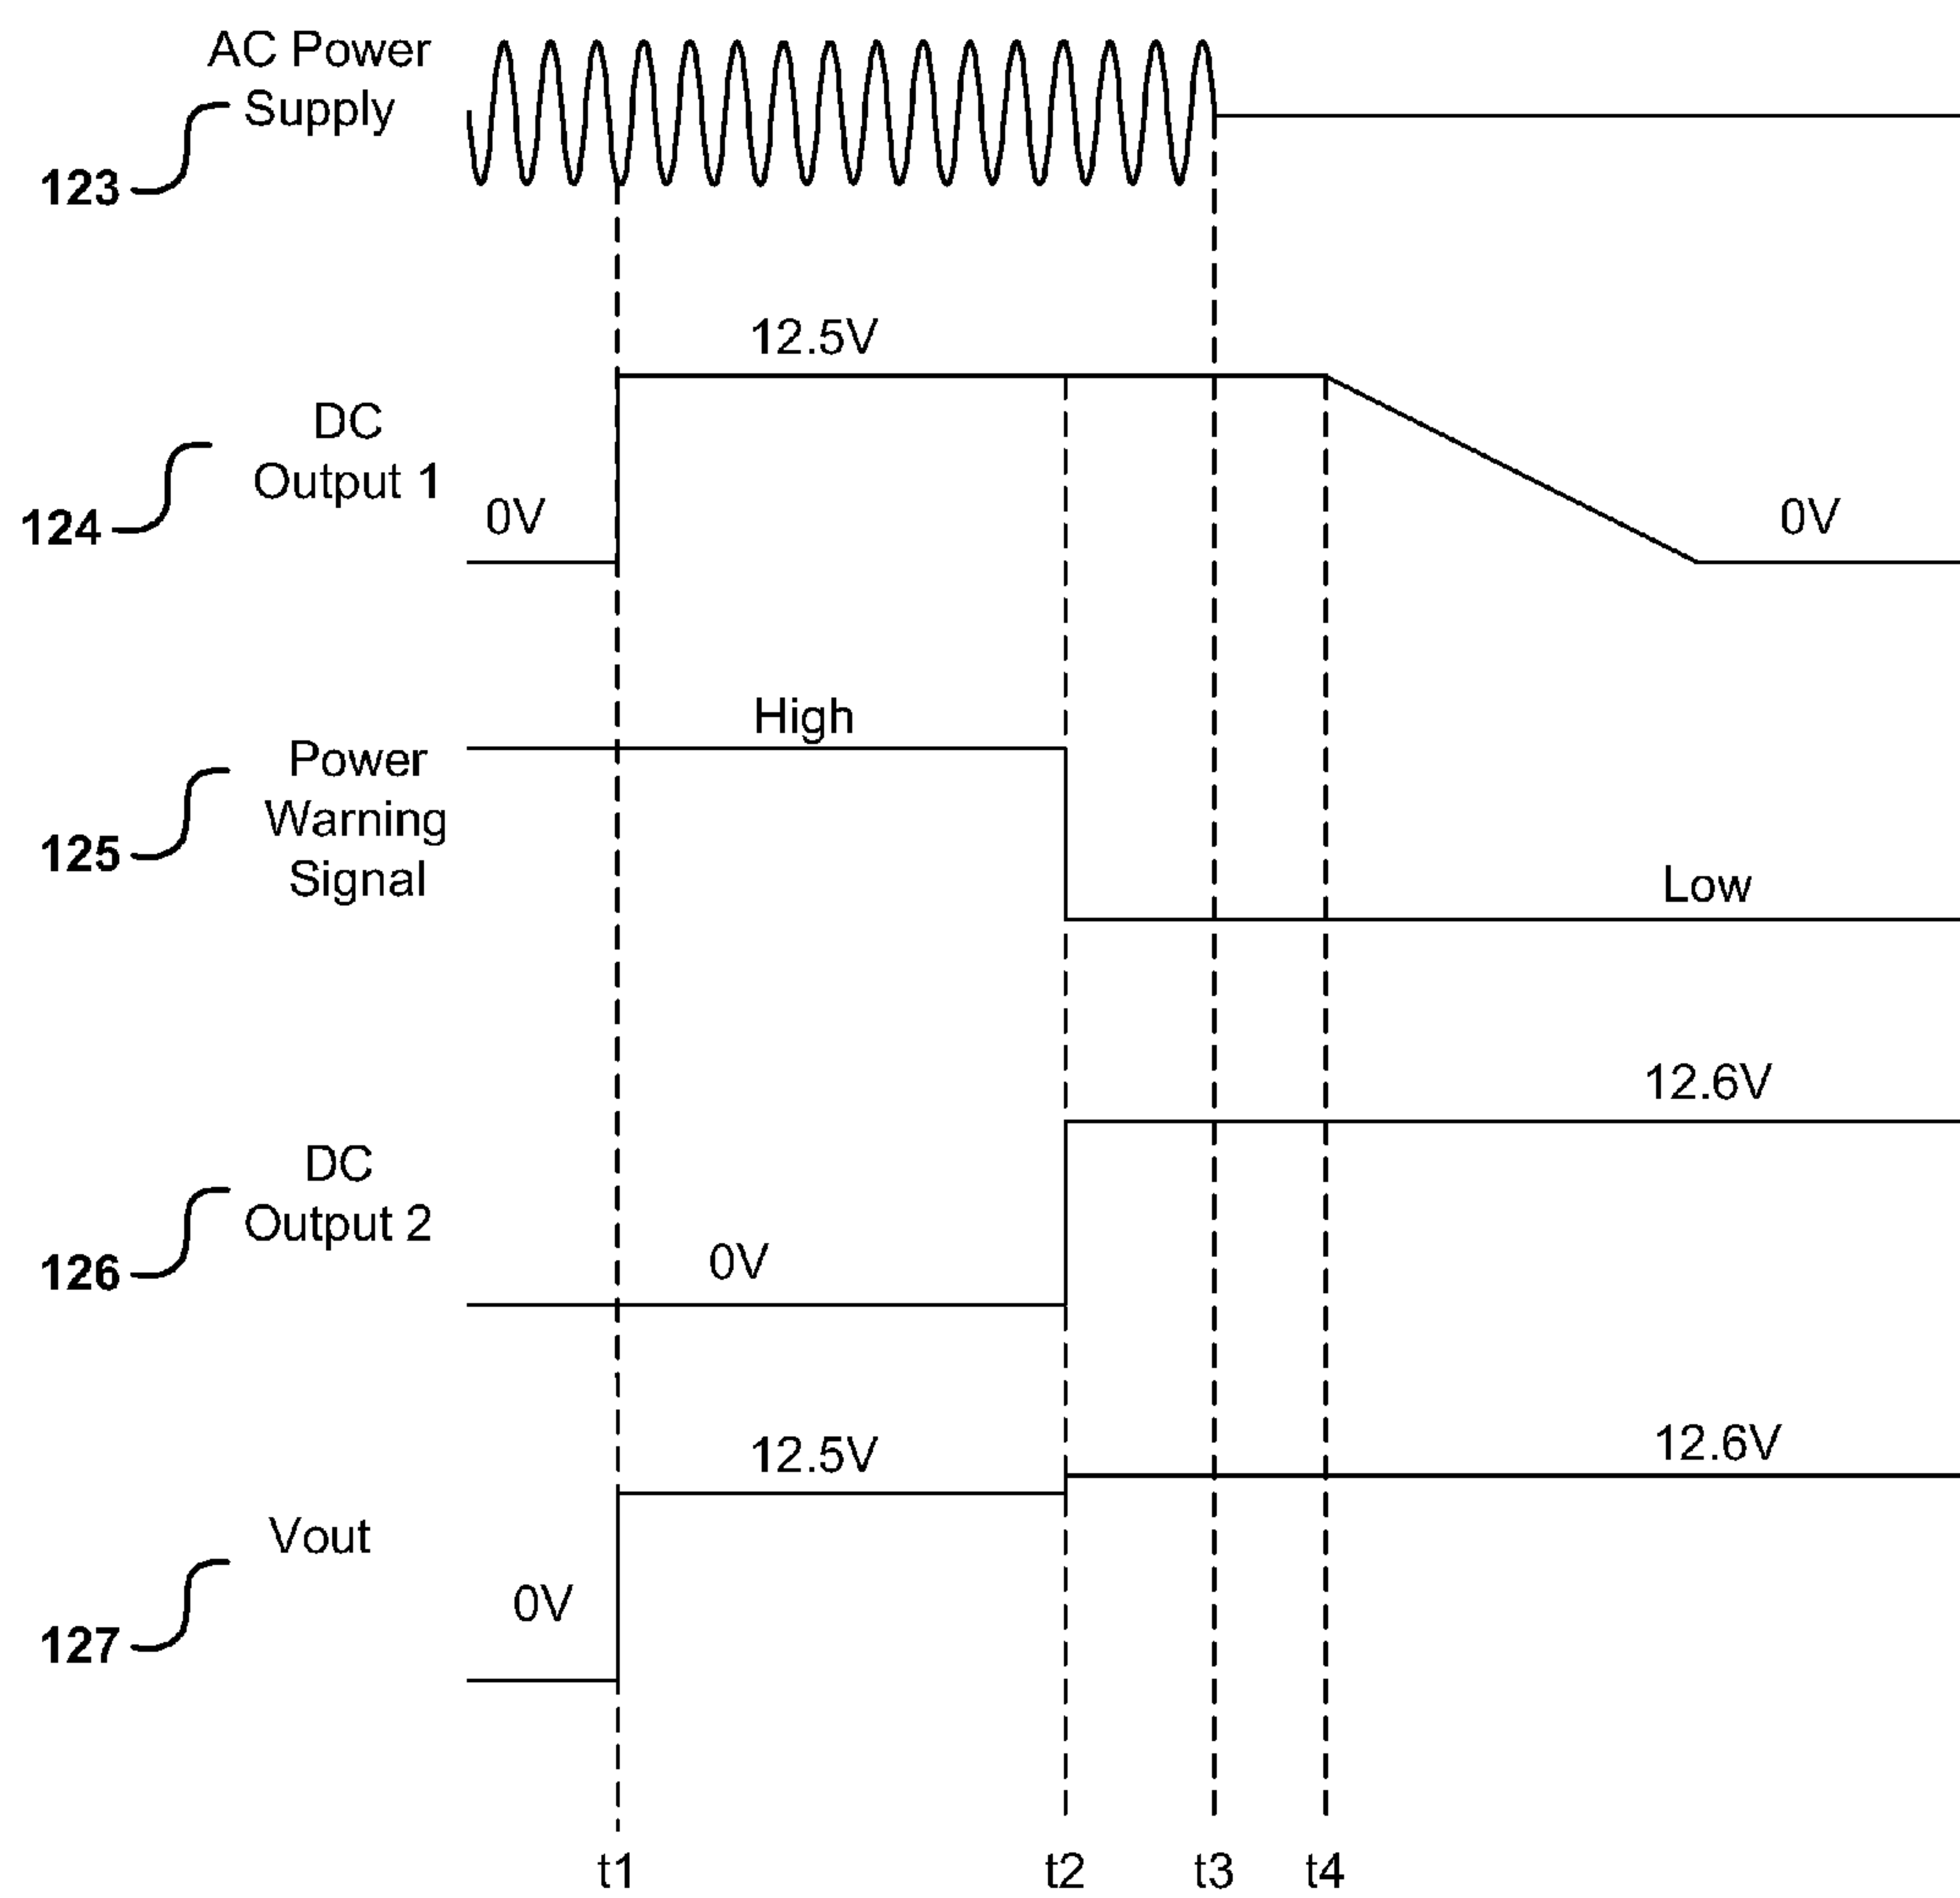 AC Power
Supply
123
12.5V
DC
Output 1
0V
0V
124
High
Power
Warning
Signal
125
Low
12.6V
DC
Output 2
0V
126
12.5V
12.6V
Vout
0V
127
t1
t2
t3
t4